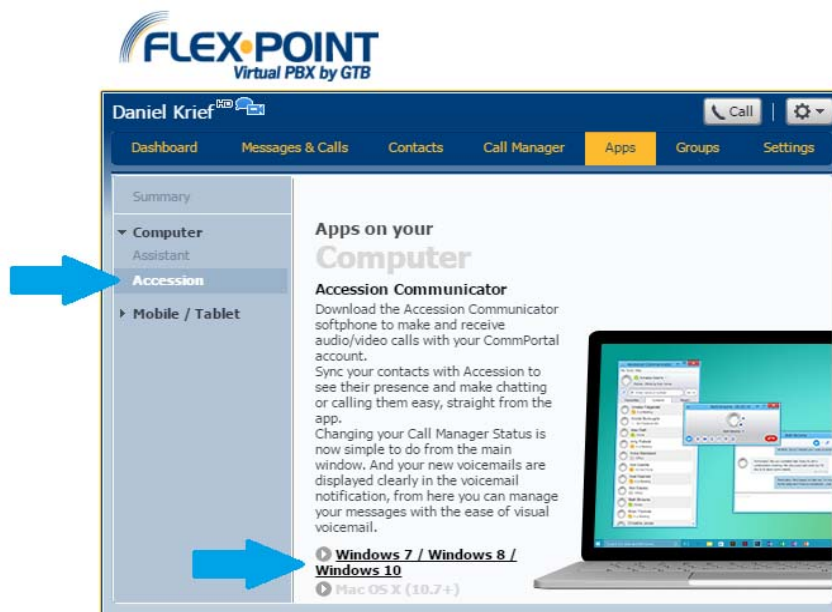 FLEX•POINT
Virtual PBX by GTB
Daniel Krief HD
Call
Dashboard
Messages & Calls
Contacts
Call Manager
Apps
Groups
Settings
Summary
Computer
Assistant
Accession
Mobile / Tablet
Apps on your
Computer
Accession Communicator
Download the Accession Communicator
softphone to make and receive
audio/video calls with your CommPortal
account.
Sync your contacts with Accession to
see their presence and make chatting
or calling them easy, straight from the
app.
Changing your Call Manager Status is
now simple to do from the main
window. And your new voicemails are
displayed clearly in the voicemail
notification, from here you can manage
your messages with the ease of visual
voicemail.
Windows 7 / Windows 8 /
Windows 10
Mac OS X (10.7+)